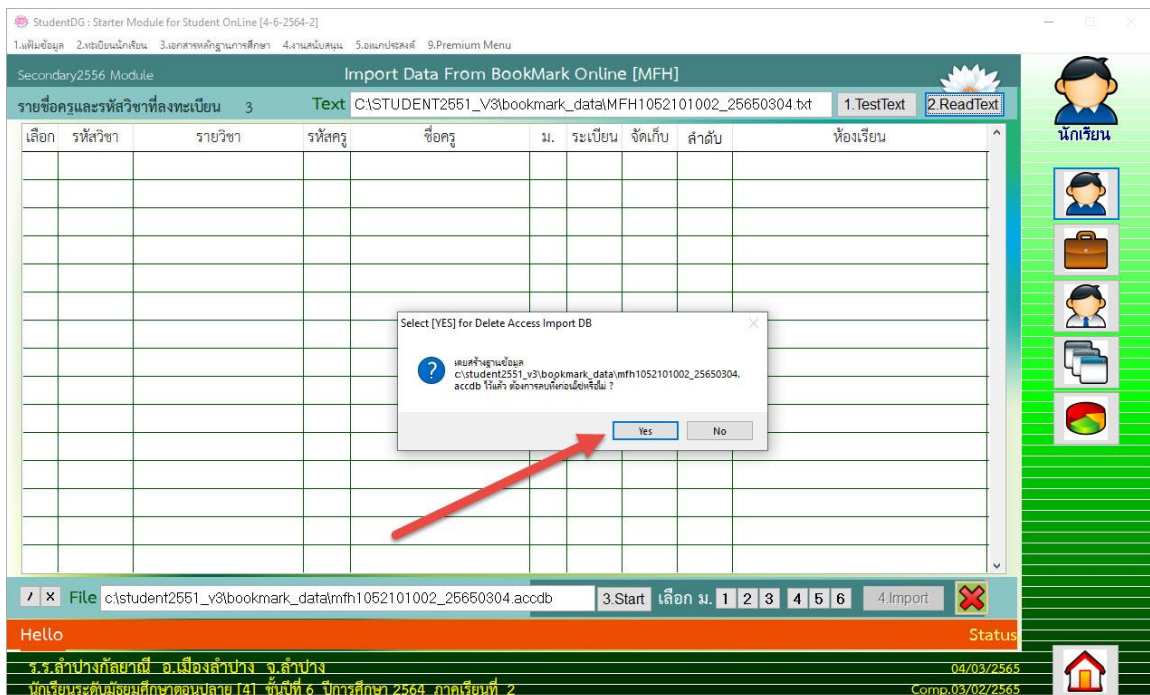 StudentDG : Starter Module for Student OnLine [4-6-2564-2]
1.แฟ้มข้อมูล 2.ทะเบียนนักเรียน 3.เอกสารหลักฐานการศึกษา 4.งานสนับสนุน 5.อเนกประสงค์ 9.Premium Menu
Secondary2556 Module Import Data From BookMark Online [MFH]
รายชื่อครูและรหัสวิชาที่ลงทะเบียน 3 Text C:\STUDENT2551_V3\bookmark_data\MFH1052101002_25650304.txt 1.TestText 2.ReadText
เลือก รหัสวิชา รายวิชา รหัสครู ชื่อครู ม. ระเบียน จัดเก็บ ลำดับ ห้องเรียน
นักเรียน
Select [YES] for Delete Access Import DB
เคยสร้างฐานข้อมูล
c:\student2551_v3\bookmark_data\mfh1052101002_25650304.
accdb ไว้แล้ว ต้องการลบทิ้งก่อนใช่หรือไม่ ?
Yes No
/ X File c:\student2551_v3\bookmark_data\mfh1052101002_25650304.accdb 3.Start เลือก ม. 1 2 3 4 5 6 4.Import
Hello Status
ร.ร.ลำปางกัลยาณี อ.เมืองลำปาง จ.ลำปาง 04/03/2565
นักเรียนระดับมัธยมศึกษาตอนปลาย [4] ชั้นปีที่ 6 ปีการศึกษา 2564 ภาคเรียนที่ 2 Comp.03/02/2565